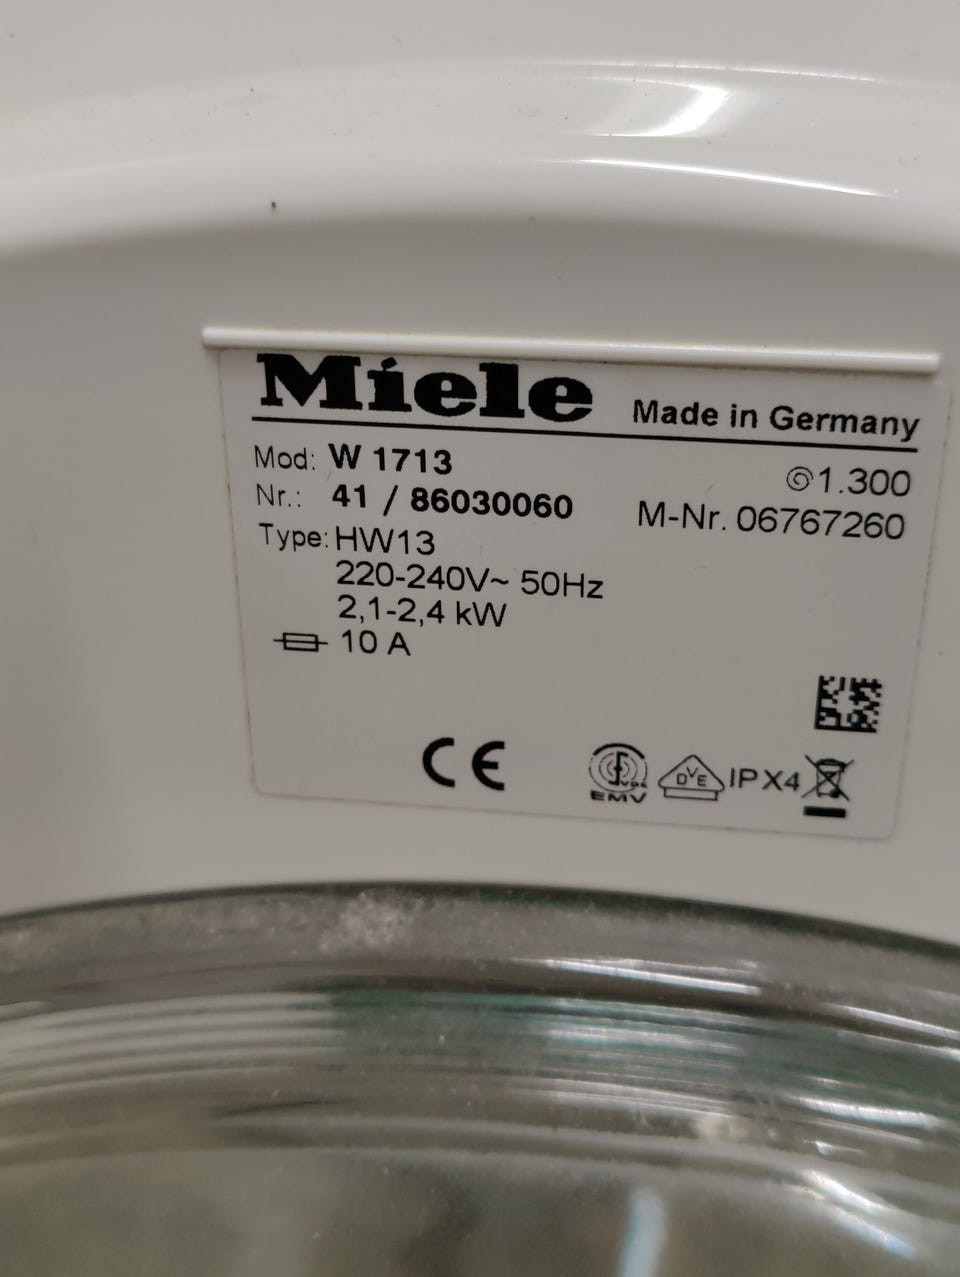 Miele Made in Germany
Mod: W 1713
1.300
Nr.: 41 / 86030060
M-Nr. 06767260
Type: HW13
220-240V~ 50Hz
2,1-2,4 kW
10 A
CE
EMV
DVE
IPX4